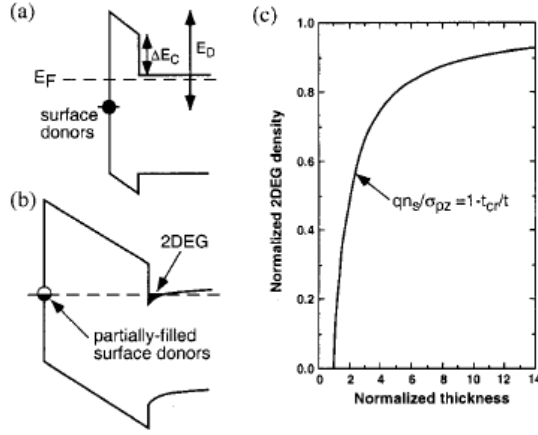 (a)
ΔE_C
E_D
E_F
surface
donors
(b)
2DEG
partially-filled
surface donors
(c)
Normalized 2DEG density
1.0
0.8
0.6
0.4
0.2
0.0
qn_s/σ_pz =1-t_cr/t
0 2 4 6 8 10 12 14
Normalized thickness